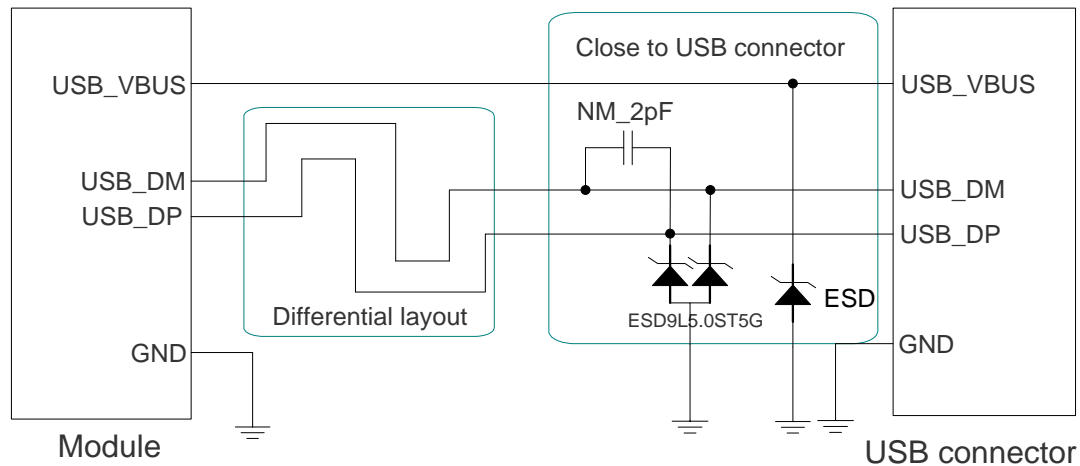 Close to USB connector
USB_VBUS
USB_VBUS
NM_2pF
USB_DM
USB_DM
USB_DP
USB_DP
ESD
Differential layout
ESD9L5.0ST5G
GND
GND
Module
USB connector